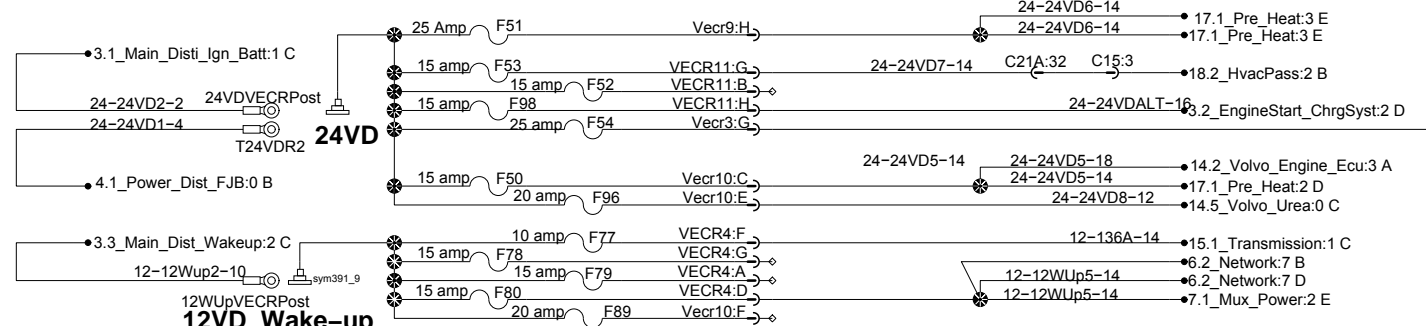 24-24VD6-14
25 Amp F51 Vecr9:H 24-24VD6-14 17.1_Pre_Heat:3 E
17.1_Pre_Heat:3 E
3.1_Main_Disti_Ign_Batt:1 C
15 amp F53 VECR11:G 24-24VD7-14 C21A:32 C15:3 18.2_HvacPass:2 B
15 amp F52 VECR11:B
24-24VD2-2 24VDVECRPost 15 amp F98 VECR11:H 24-24VDALT-16 3.2_EngineStart_ChrgSyst:2 D
24-24VD1-4 24VD 25 amp F54 Vecr3:G
T24VDR2
24-24VD5-14 24-24VD5-18 14.2_Volvo_Engine_Ecu:3 A
4.1_Power_Dist_FJB:0 B 15 amp F50 Vecr10:C 24-24VD5-14 17.1_Pre_Heat:2 D
20 amp F96 Vecr10:E 24-24VD8-12 14.5_Volvo_Urea:0 C
3.3_Main_Dist_Wakeup:2 C 10 amp F77 VECR4:F 12-136A-14 15.1_Transmission:1 C
15 amp F78 VECR4:G 6.2_Network:7 B
12-12Wup2-10 sym391_9 15 amp F79 VECR4:A 12-12WUp5-14 6.2_Network:7 D
12WUpVECRPost 15 amp F80 VECR4:D 12-12WUp5-14 7.1_Mux_Power:2 E
12VD Wake-up 20 amp F89 Vecr10:F